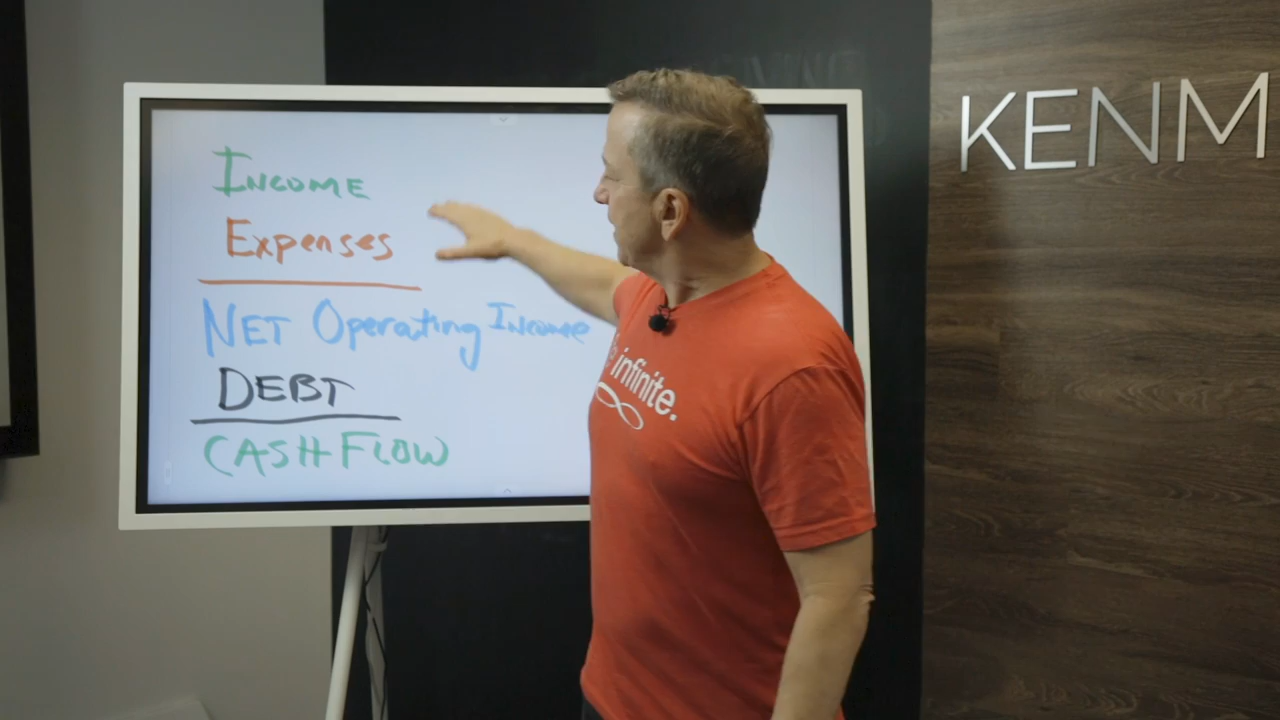 Income
Expenses
Net Operating Income
Debt
Cash Flow
KENM
infinite.